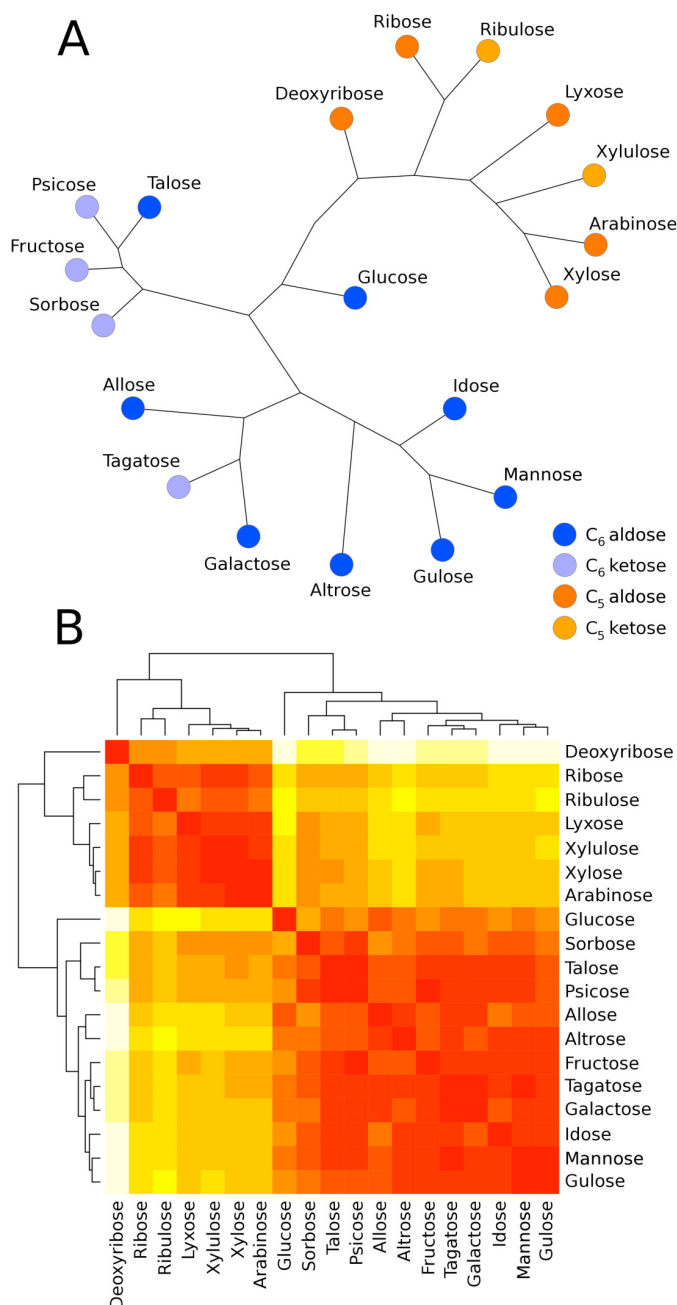 A
Ribose
Ribulose
Deoxyribose
Lyxose
Xylulose
Psicose
Talose
Arabinose
Fructose
Glucose
Xylose
Sorbose
Allose
Idose
Tagatose
Mannose
Galactose
Altrose
Gulose
C6 aldose
C6 ketose
C5 aldose
C5 ketose
B
Deoxyribose
Ribose
Ribulose
Lyxose
Xylulose
Xylose
Arabinose
Glucose
Sorbose
Talose
Psicose
Allose
Altrose
Fructose
Tagatose
Galactose
Idose
Mannose
Gulose
Deoxyribose
Ribose
Ribulose
Lyxose
Xylulose
Xylose
Arabinose
Glucose
Sorbose
Talose
Psicose
Allose
Altrose
Fructose
Tagatose
Galactose
Idose
Mannose
Gulose